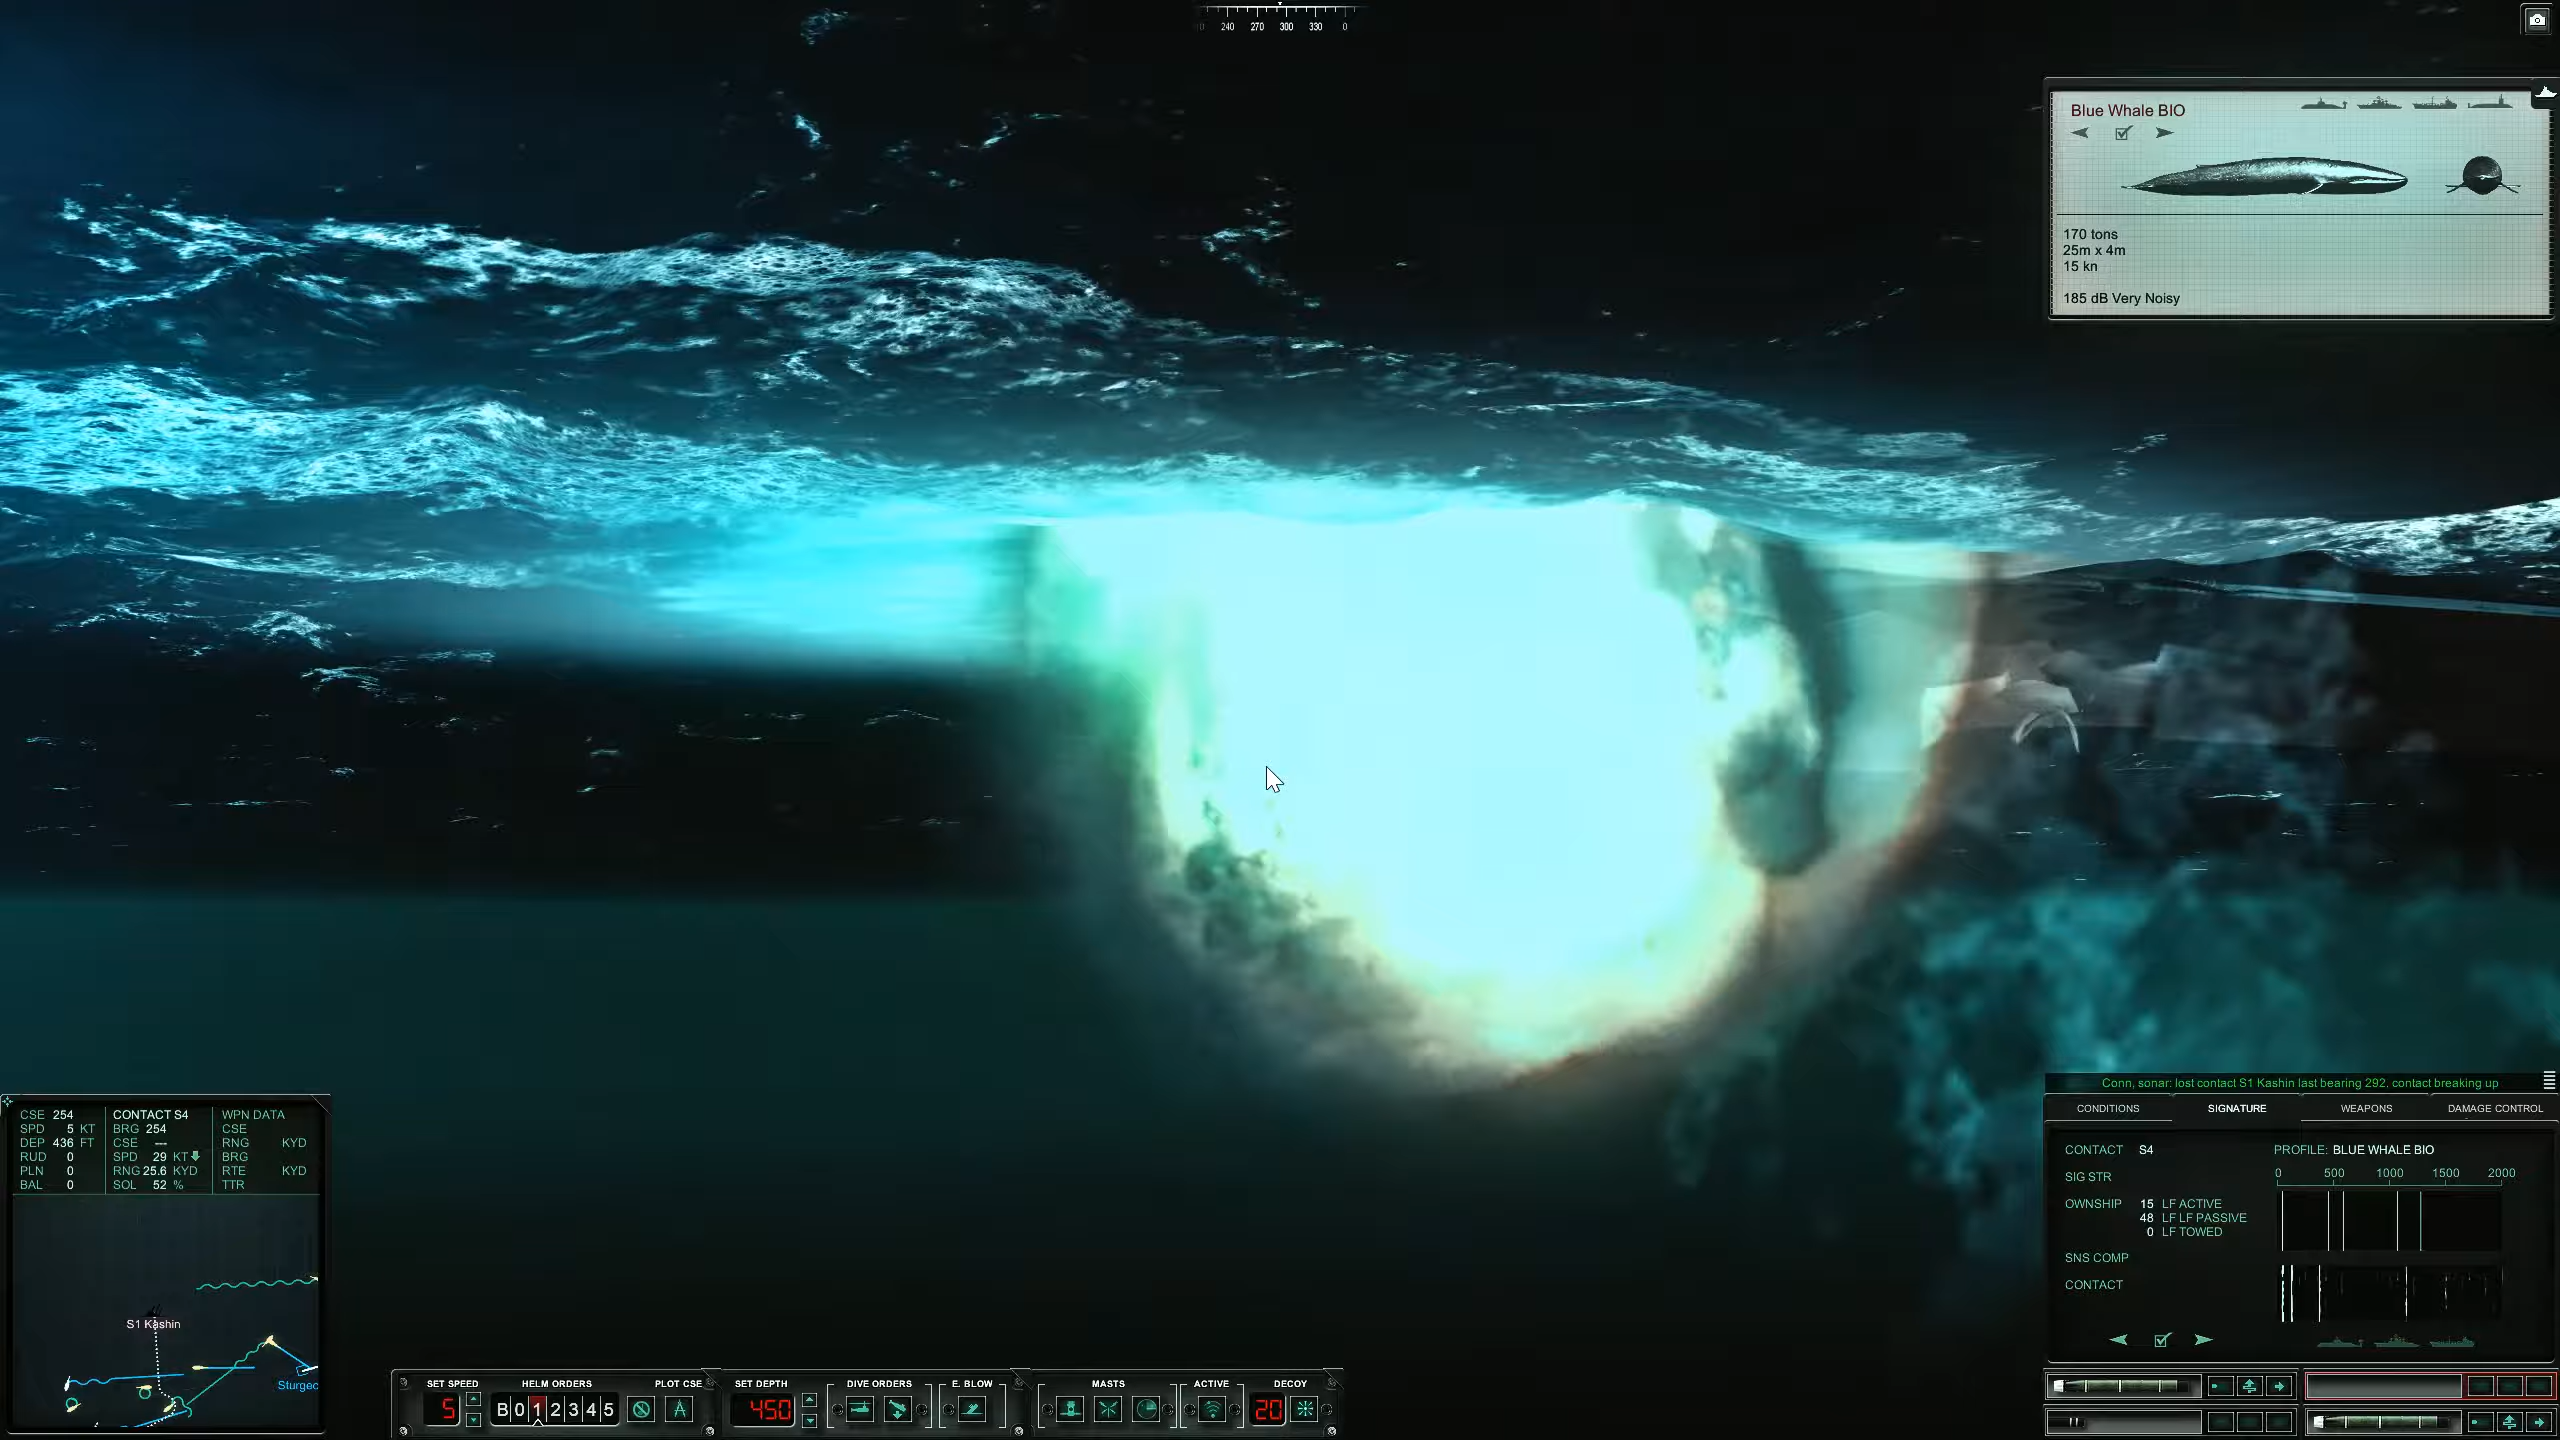 240 270 300 330 0
Blue Whale BIO
170 tons
25m x 4m
15 kn
185 dB Very Noisy
Conn, sonar: lost contact S1 Kashin last bearing 292, contact breaking up
CONDITIONS SIGNATURE WEAPONS DAMAGE CONTROL
CONTACT S4 PROFILE: BLUE WHALE BIO
0 500 1000 1500 2000
SIG STR
OWNSHIP 15 LF ACTIVE
48 LF LF PASSIVE
0 LF TOWED
SNS COMP
CONTACT
CSE 254 CONTACT S4 WPN DATA
SPD 5 KT BRG 254 CSE
DEP 436 FT CSE --- RNG KYD
RUD 0 SPD 29 KT BRG
PLN 0 RNG 25.6 KYD RTE KYD
BAL 0 SOL 52 % TTR
S1 Kashin
Sturgeo
SET SPEED HELM ORDERS PLOT CSE SET DEPTH DIVE ORDERS E. BLOW MASTS ACTIVE DECOY
5 B 0 1 2 3 4 5 450 20